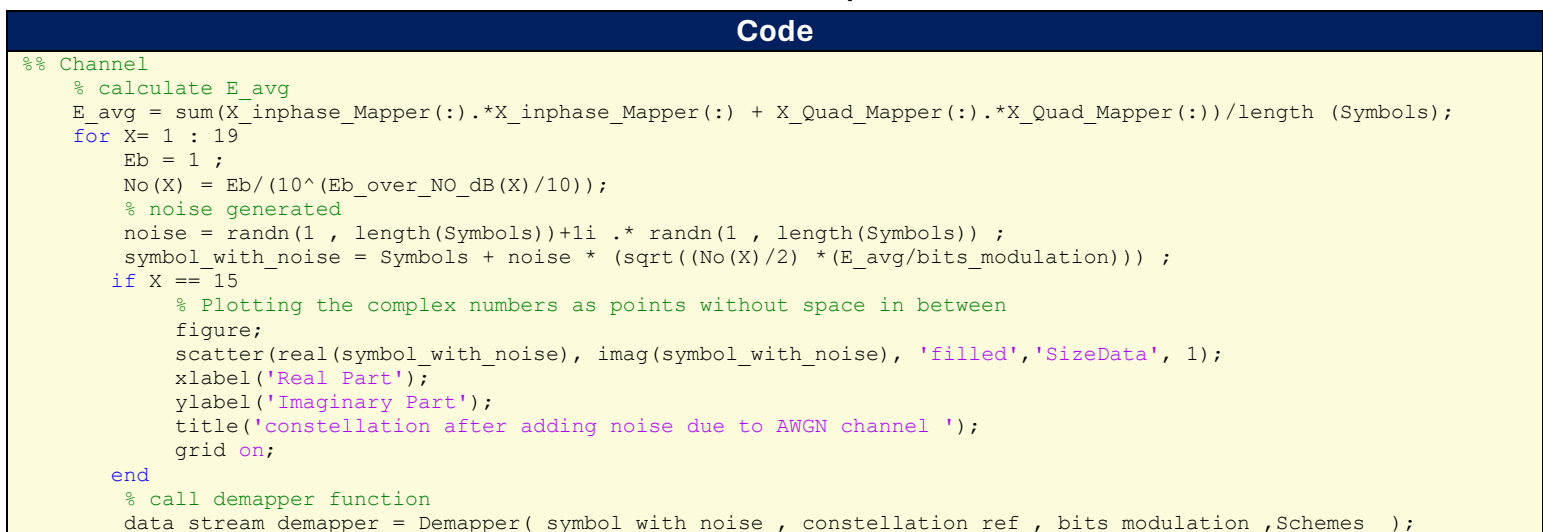 Code
%% Channel
% calculate E_avg
E_avg = sum(X_inphase_Mapper(:).*X_inphase_Mapper(:) + X_Quad_Mapper(:).*X_Quad_Mapper(:))/length (Symbols);
for X= 1 : 19
Eb = 1 ;
No(X) = Eb/(10^(Eb_over_NO_dB(X)/10));
% noise generated
noise = randn(1 , length(Symbols))+1i .* randn(1 , length(Symbols)) ;
symbol_with_noise = Symbols + noise * (sqrt((No(X)/2) *(E_avg/bits_modulation))) ;
if X == 15
% Plotting the complex numbers as points without space in between
figure;
scatter(real(symbol_with_noise), imag(symbol_with_noise), 'filled','SizeData', 1);
xlabel('Real Part');
ylabel('Imaginary Part');
title('constellation after adding noise due to AWGN channel ');
grid on;
end
% call demapper function
data_stream_demapper = Demapper( symbol_with_noise , constellation_ref , bits_modulation ,Schemes  );